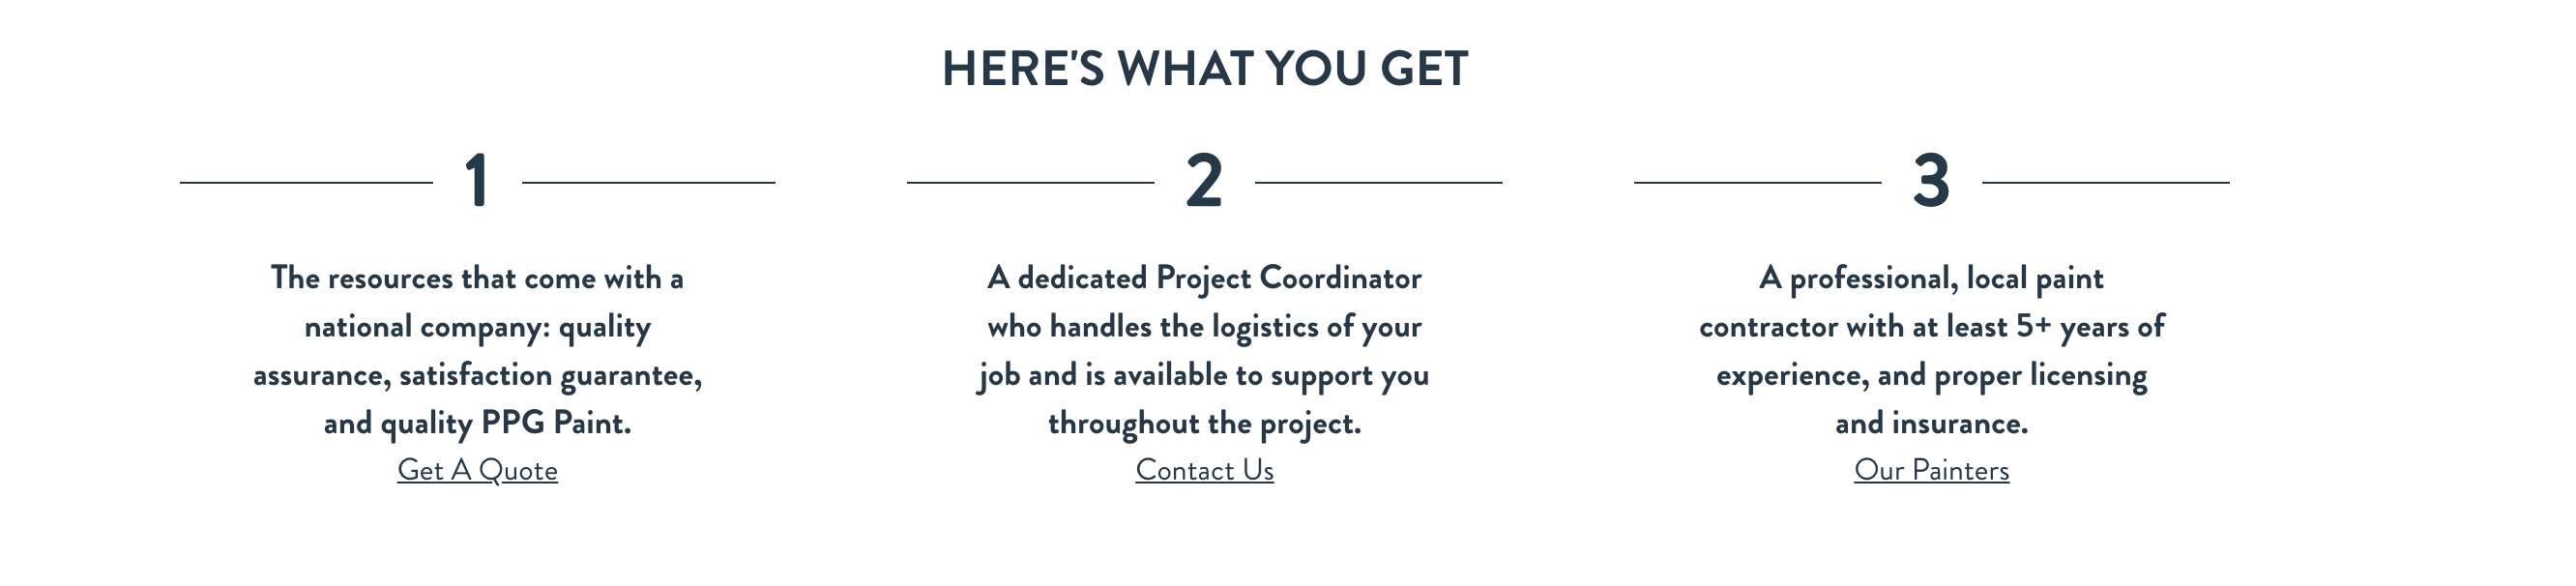 HERE'S WHAT YOU GET
1
The resources that come with a
national company: quality
assurance, satisfaction guarantee,
and quality PPG Paint.
Get A Quote
2
A dedicated Project Coordinator
who handles the logistics of your
job and is available to support you
throughout the project.
Contact Us
3
A professional, local paint
contractor with at least 5+ years of
experience, and proper licensing
and insurance.
Our Painters